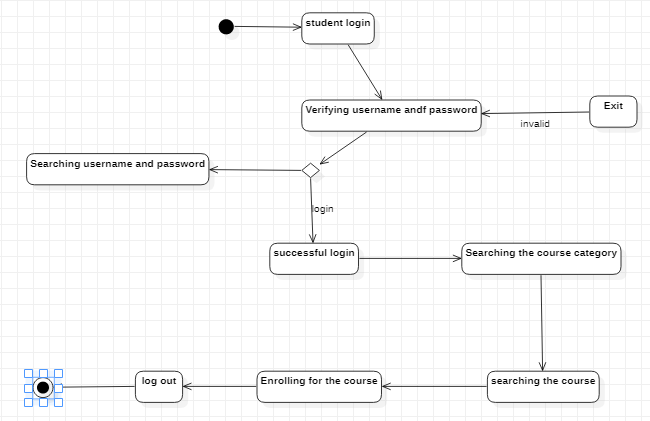 student login
Verifying username andf password
Exit
invalid
Searching username and password
login
successful login
Searching the course category
log out
Enrolling for the course
searching the course